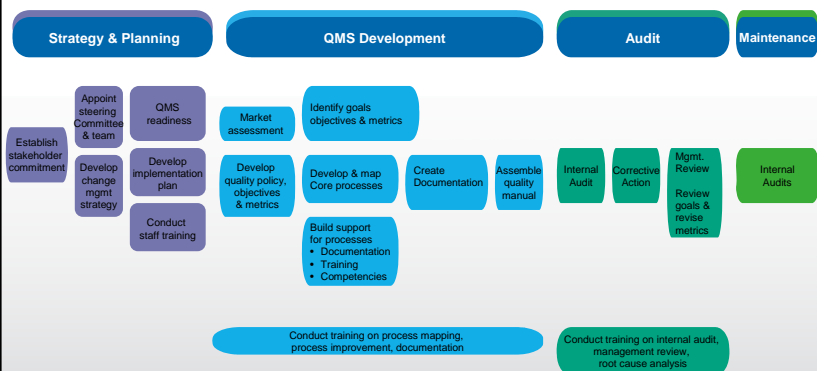 Strategy & Planning
QMS Development
Audit
Maintenance
Establish
stakeholder
commitment
Appoint
steering
Committee
& team
Develop
change
mgmt
strategy
QMS
readiness
Develop
implementation
plan
Conduct
staff training
Market
assessment
Identify goals
objectives & metrics
Develop
quality policy,
objectives
& metrics
Develop & map
Core processes
Create
Documentation
Assemble
quality
manual
Build support
for processes
• Documentation
• Training
• Competencies
Internal
Audit
Corrective
Action
Mgmt.
Review
Review
goals &
revise
metrics
Internal
Audits
Conduct training on process mapping,
process improvement, documentation
Conduct training on internal audit,
management review,
root cause analysis